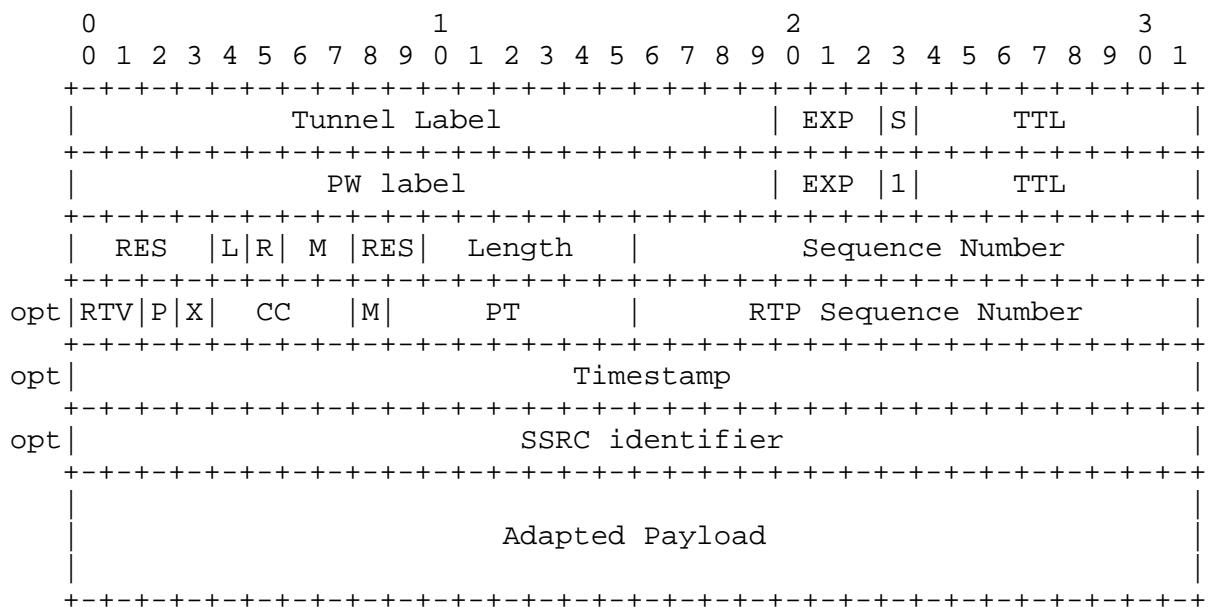 0                   1                   2                   3
    0 1 2 3 4 5 6 7 8 9 0 1 2 3 4 5 6 7 8 9 0 1 2 3 4 5 6 7 8 9 0 1
   +-+-+-+-+-+-+-+-+-+-+-+-+-+-+-+-+-+-+-+-+-+-+-+-+-+-+-+-+-+-+-+-+
   |            Tunnel Label               | EXP |S|     TTL       |
   +-+-+-+-+-+-+-+-+-+-+-+-+-+-+-+-+-+-+-+-+-+-+-+-+-+-+-+-+-+-+-+-+
   |              PW label                 | EXP |1|     TTL       |
   +-+-+-+-+-+-+-+-+-+-+-+-+-+-+-+-+-+-+-+-+-+-+-+-+-+-+-+-+-+-+-+-+
   |  RES  |L|R| M |RES|  Length   |         Sequence Number       |
   +-+-+-+-+-+-+-+-+-+-+-+-+-+-+-+-+-+-+-+-+-+-+-+-+-+-+-+-+-+-+-+-+
opt|RTV|P|X|  CC   |M|     PT      |      RTP Sequence Number      |
   +-+-+-+-+-+-+-+-+-+-+-+-+-+-+-+-+-+-+-+-+-+-+-+-+-+-+-+-+-+-+-+-+
opt|                            Timestamp                          |
   +-+-+-+-+-+-+-+-+-+-+-+-+-+-+-+-+-+-+-+-+-+-+-+-+-+-+-+-+-+-+-+-+
opt|                         SSRC identifier                       |
   +-+-+-+-+-+-+-+-+-+-+-+-+-+-+-+-+-+-+-+-+-+-+-+-+-+-+-+-+-+-+-+-+
   |                                                               |
   |                        Adapted Payload                        |
   |                                                               |
   +-+-+-+-+-+-+-+-+-+-+-+-+-+-+-+-+-+-+-+-+-+-+-+-+-+-+-+-+-+-+-+-+